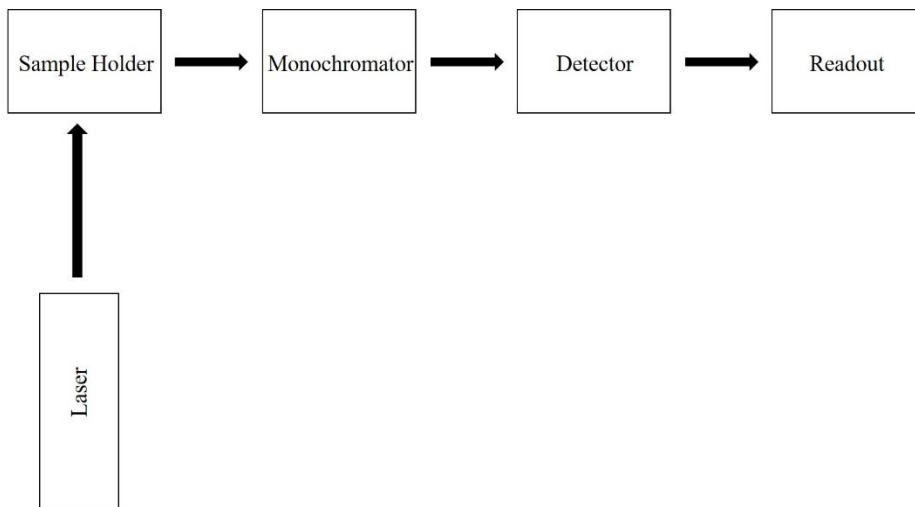 Sample Holder
Monochromator
Detector
Readout
Laser